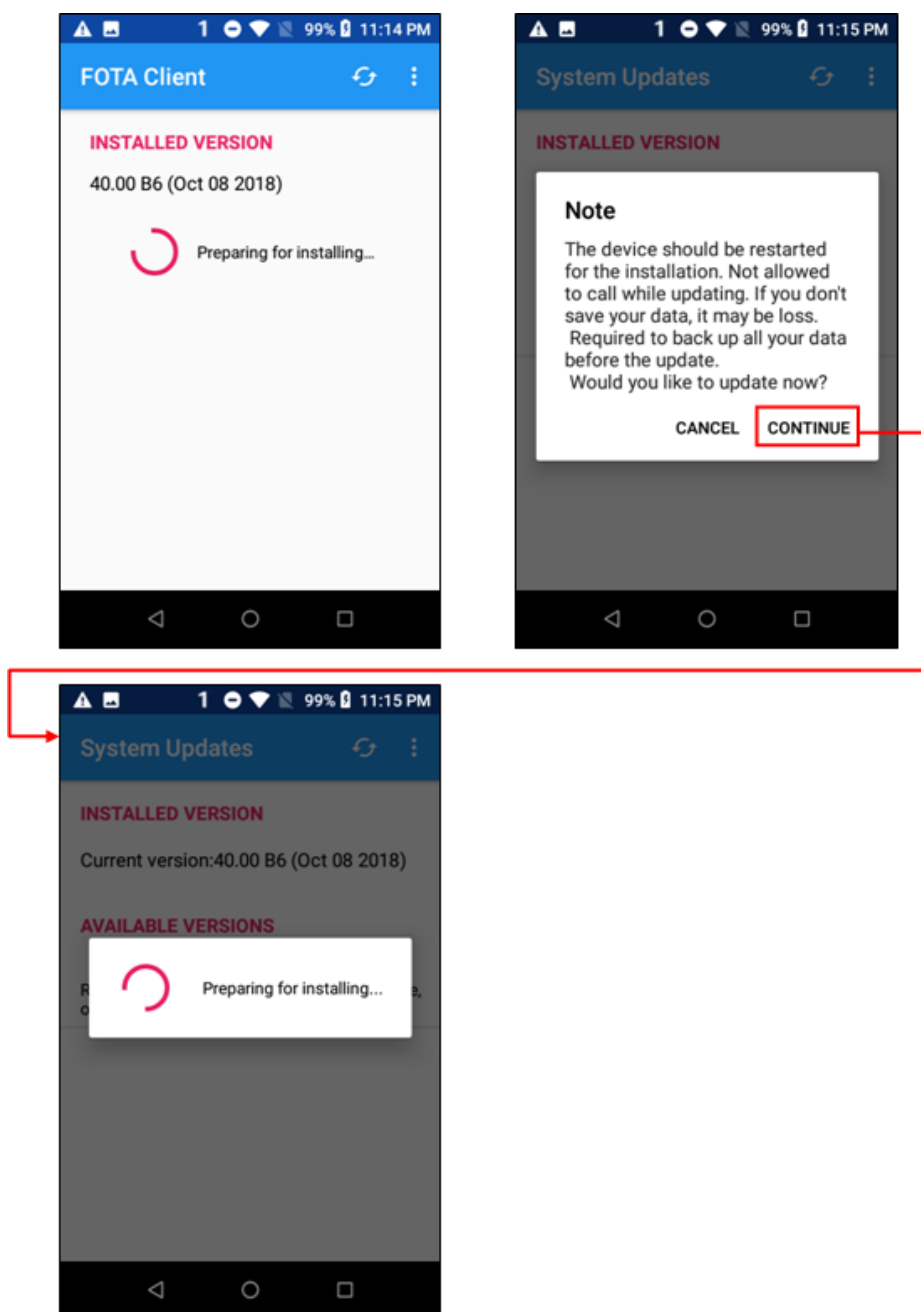 1 99% 11:14 PM
FOTA Client
INSTALLED VERSION
40.00 B6 (Oct 08 2018)
Preparing for installing...
1 99% 11:15 PM
System Updates
INSTALLED VERSION
Note
The device should be restarted
for the installation. Not allowed
to call while updating. If you don't
save your data, it may be loss.
Required to back up all your data
before the update.
Would you like to update now?
CANCEL CONTINUE
1 99% 11:15 PM
System Updates
INSTALLED VERSION
Current version:40.00 B6 (Oct 08 2018)
AVAILABLE VERSIONS
Preparing for installing...